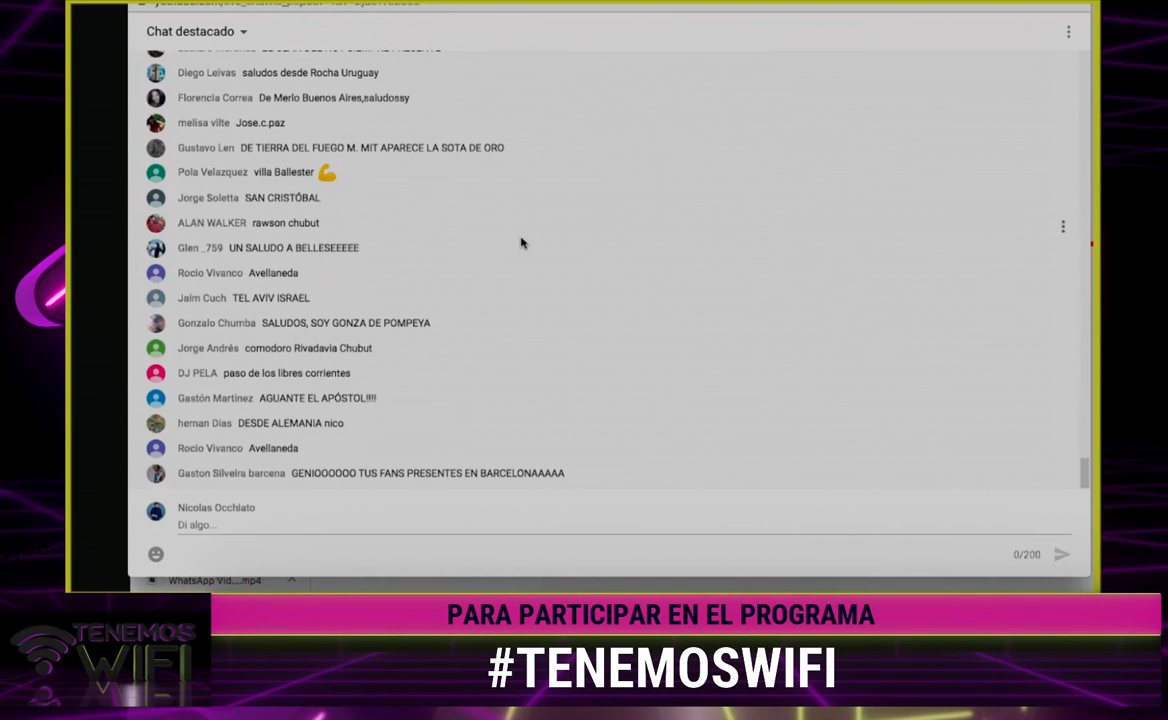 Chat destacado
Diego Leivas saludos desde Rocha Uruguay
Florencia Correa De Merlo Buenos Aires,saludossy
melisa vilte Jose.c.paz
Gustavo Len DE TIERRA DEL FUEGO M. MIT APARECE LA SOTA DE ORO
Pola Velazquez villa Ballester 💪
Jorge Soletta SAN CRISTÓBAL
ALAN WALKER rawson chubut
Glen _759 UN SALUDO A BELLESEEEEE
Rocio Vivanco Avellaneda
Jaim Cuch TEL AVIV ISRAEL
Gonzalo Chumba SALUDOS, SOY GONZA DE POMPEYA
Jorge Andrés comodoro Rivadavia Chubut
DJ PELA paso de los libres corrientes
Gastón Martinez AGUANTE EL APÓSTOL!!!!
hernan Dias DESDE ALEMANIA nico
Rocio Vivanco Avellaneda
Gaston Silveira barcena GENIOOOOOO TUS FANS PRESENTES EN BARCELONAAAAA
Nicolas Occhiato
Di algo...
0/200
WhatsApp Vid....mp4
PARA PARTICIPAR EN EL PROGRAMA
TENEMOS
WIFI
#TENEMOSWIFI